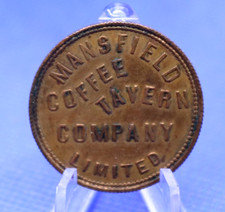 MANSFIELD
COFFEE
TAVERN
COMPANY
LIMITED